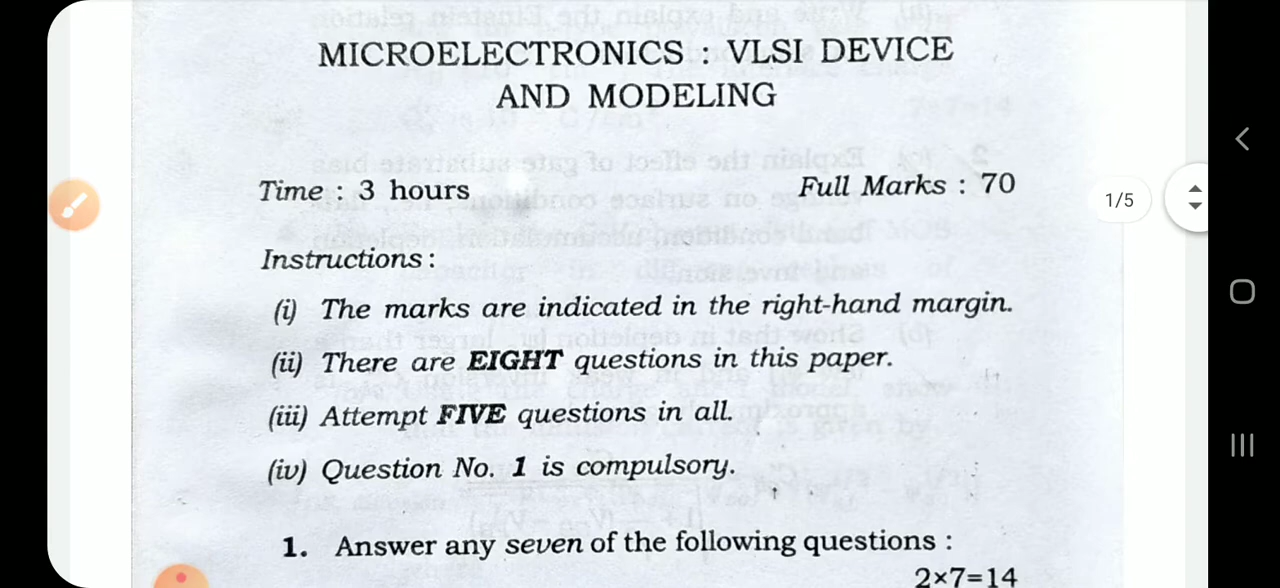 MICROELECTRONICS : VLSI DEVICE
AND MODELING
Time : 3 hours Full Marks : 70
1/5
Instructions :
(i) The marks are indicated in the right-hand margin.
(ii) There are EIGHT questions in this paper.
(iii) Attempt FIVE questions in all.
(iv) Question No. 1 is compulsory.
1. Answer any seven of the following questions :
2×7=14